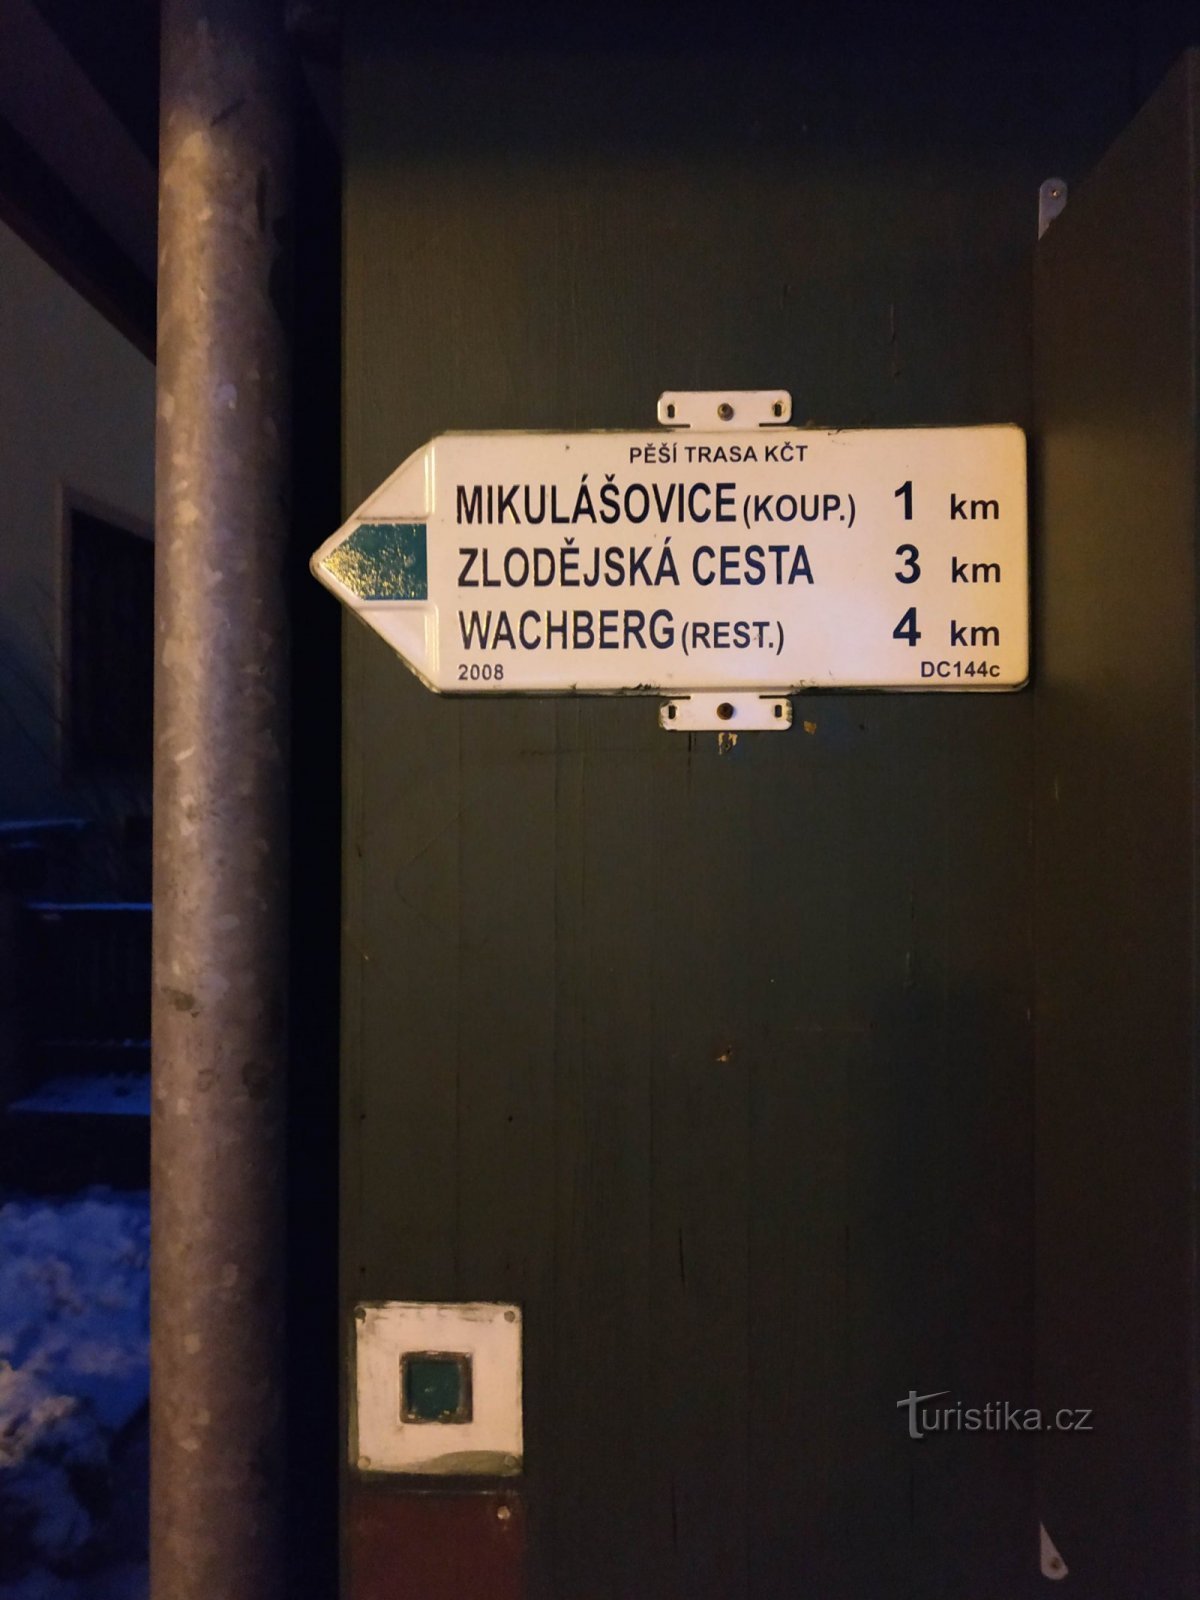 PĚŠÍ TRASA KČT
MIKULÁŠOVICE (KOUP.) 1 km
ZLODĚJSKÁ CESTA 3 km
WACHBERG (REST.) 4 km
2008 DC144c
Turistika.cz